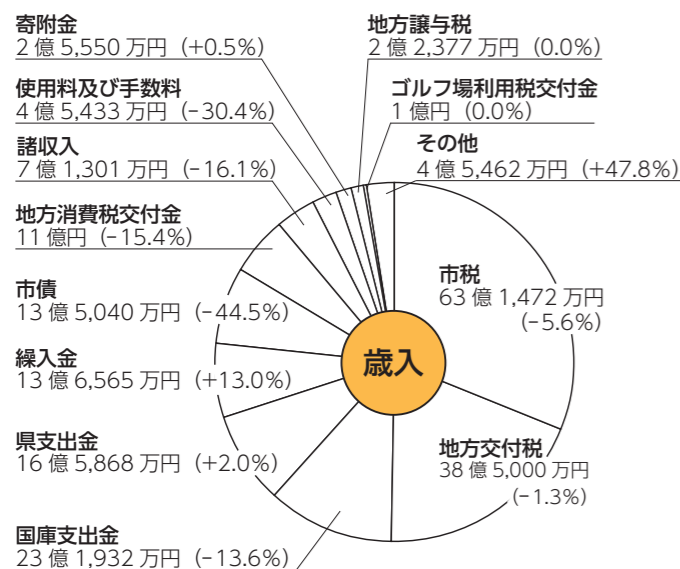 寄附金
2 億 5,550 万円（+0.5%）
使用料及び手数料
4 億 5,433 万円（−30.4%）
諸収入
7 億 1,301 万円（−16.1%）
地方消費税交付金
11 億円（−15.4%）
市債
13 億 5,040 万円（−44.5%）
繰入金
13 億 6,565 万円（+13.0%）
県支出金
16 億 5,868 万円（+2.0%）
国庫支出金
23 億 1,932 万円（−13.6%）
地方譲与税
2 億 2,377 万円（0.0%）
ゴルフ場利用税交付金
1 億円（0.0%）
その他
4 億 5,462 万円（+47.8%）
市税
63 億 1,472 万円
（−5.6%）
歳入
地方交付税
38 億 5,000 万円
（−1.3%）